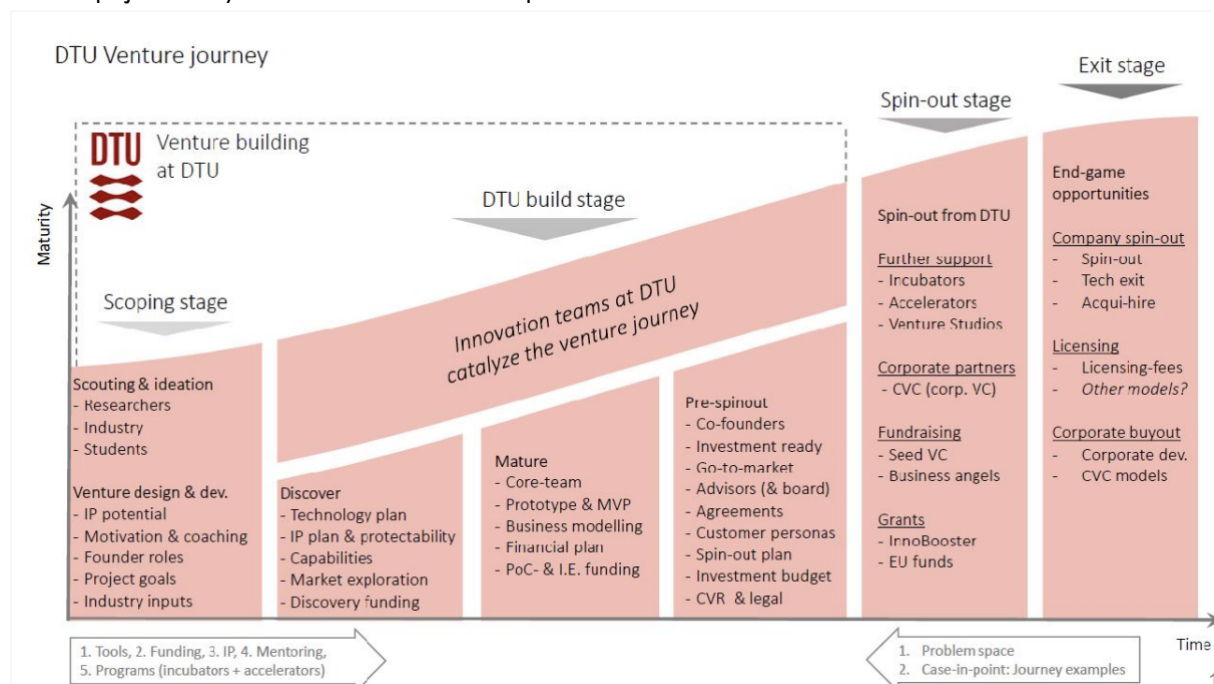 DTU Venture journey
DTU
Venture building
at DTU
Maturity
Scoping stage
DTU build stage
Spin-out stage
Exit stage
Innovation teams at DTU
catalyze the venture journey
Scouting & ideation
- Researchers
- Industry
- Students
Venture design & dev.
- IP potential
- Motivation & coaching
- Founder roles
- Project goals
- Industry inputs
Discover
- Technology plan
- IP plan & protectability
- Capabilities
- Market exploration
- Discovery funding
Mature
- Core-team
- Prototype & MVP
- Business modelling
- Financial plan
- PoC- & I.E. funding
Pre-spinout
- Co-founders
- Investment ready
- Go-to-market
- Advisors (& board)
- Agreements
- Customer personas
- Spin-out plan
- Investment budget
- CVR & legal
Spin-out from DTU
Further support
- Incubators
- Accelerators
- Venture Studios
Corporate partners
- CVC (corp. VC)
Fundraising
- Seed VC
- Business angels
Grants
- InnoBooster
- EU funds
End-game
opportunities
Company spin-out
- Spin-out
- Tech exit
- Acqui-hire
Licensing
- Licensing-fees
- Other models?
Corporate buyout
- Corporate dev.
- CVC models
Time
1. Tools, 2. Funding, 3. IP, 4. Mentoring,
5. Programs (incubators + accelerators)
1. Problem space
2. Case-in-point: Journey examples